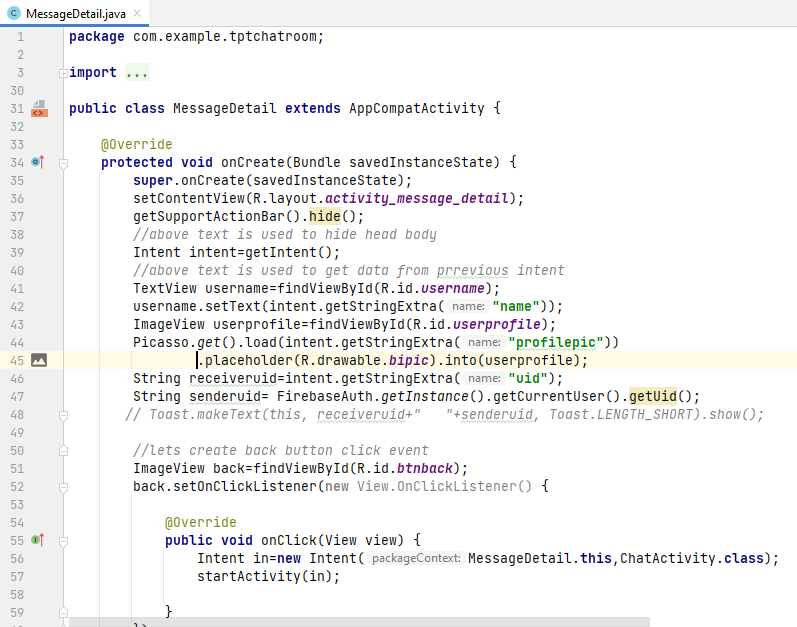 MessageDetail.java
1 package com.example.tptchatroom;
2
3 import ...
30
31 public class MessageDetail extends AppCompatActivity {
32
33 @Override
34 protected void onCreate(Bundle savedInstanceState) {
35 super.onCreate(savedInstanceState);
36 setContentView(R.layout.activity_message_detail);
37 getSupportActionBar().hide();
38 //above text is used to hide head body
39 Intent intent=getIntent();
40 //above text is used to get data from prrevious intent
41 TextView username=findViewById(R.id.username);
42 username.setText(intent.getStringExtra( name: "name"));
43 ImageView userprofile=findViewById(R.id.userprofile);
44 Picasso.get().load(intent.getStringExtra( name: "profilepic"))
45 .placeholder(R.drawable.bipic).into(userprofile);
46 String receiveruid=intent.getStringExtra( name: "uid");
47 String senderuid= FirebaseAuth.getInstance().getCurrentUser().getUid();
48 // Toast.makeText(this, receiveruid+"   "+senderuid, Toast.LENGTH_SHORT).show();
49
50 //lets create back button click event
51 ImageView back=findViewById(R.id.btnback);
52 back.setOnClickListener(new View.OnClickListener() {
53
54 @Override
55 public void onClick(View view) {
56 Intent in=new Intent( packageContext: MessageDetail.this,ChatActivity.class);
57 startActivity(in);
58
59 }